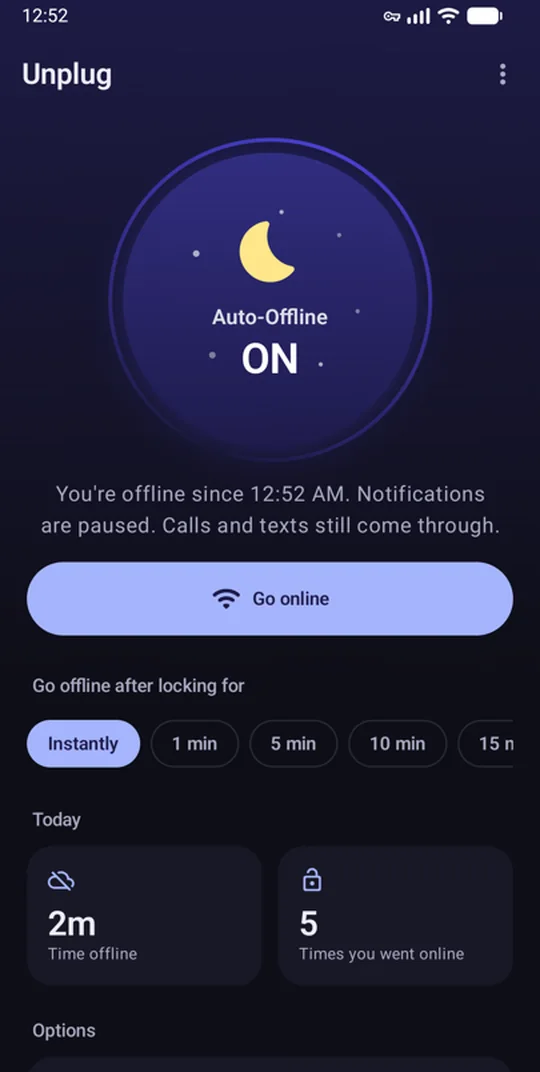 12:52
Unplug
Auto-Offline
ON
You're offline since 12:52 AM. Notifications
are paused. Calls and texts still come through.
Go online
Go offline after locking for
Instantly
1 min
5 min
10 min
15 
Today
2m
Time offline
5
Times you went online
Options